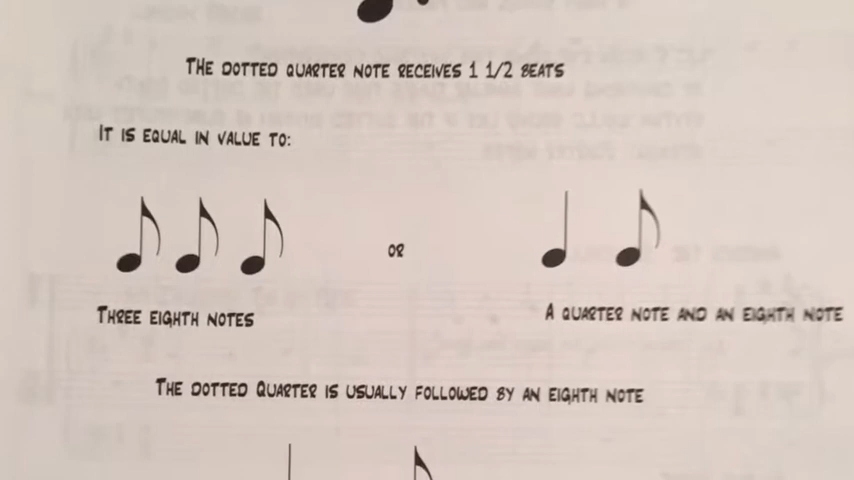 THE DOTTED QUARTER NOTE RECEIVES 1 1/2 BEATS
IT IS EQUAL IN VALUE TO:
OR
THREE EIGHTH NOTES
A QUARTER NOTE AND AN EIGHTH NOTE
THE DOTTED QUARTER IS USUALLY FOLLOWED BY AN EIGHTH NOTE